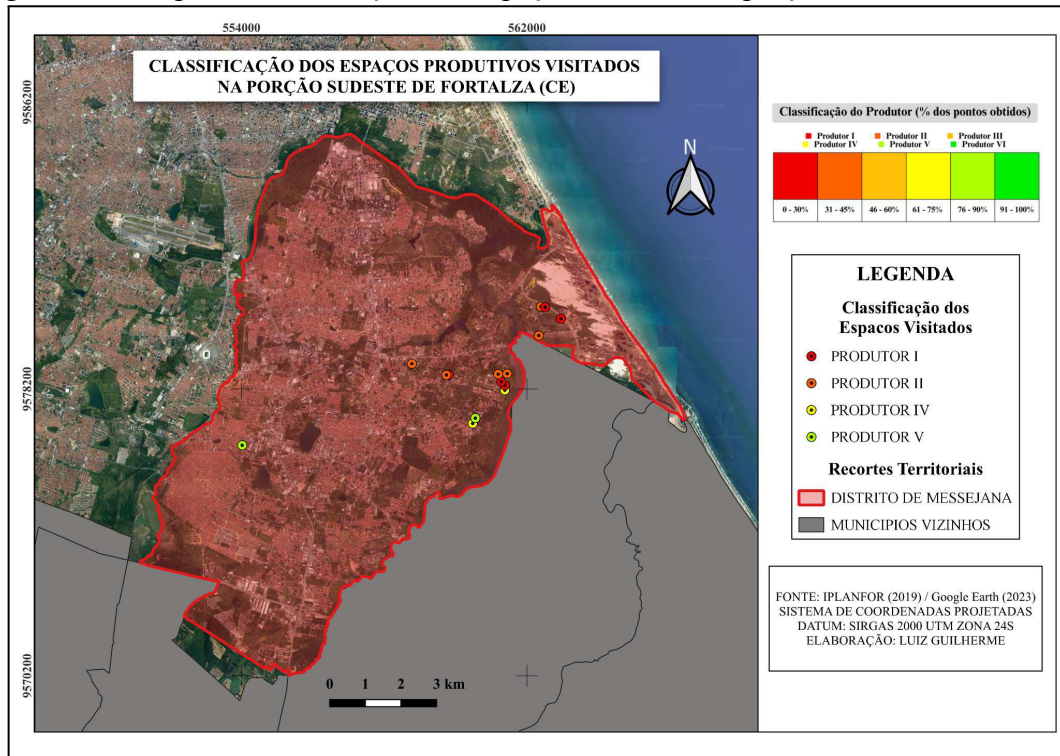 554000
562000
CLASSIFICAÇÃO DOS ESPAÇOS PRODUTIVOS VISITADOS
NA PORÇÃO SUDESTE DE FORTALZA (CE)
9586200
9578200
9570200
N
0 1 2 3 km
Classificação do Produtor (% dos pontos obtidos)
Produtor I Produtor II Produtor III
Produtor IV Produtor V Produtor VI
0 - 30% 31 - 45% 46 - 60% 61 - 75% 76 - 90% 91 - 100%
LEGENDA
Classificação dos
Espacos Visitados
PRODUTOR I
PRODUTOR II
PRODUTOR IV
PRODUTOR V
Recortes Territoriais
DISTRITO DE MESSEJANA
MUNICIPIOS VIZINHOS
FONTE: IPLANFOR (2019) / Google Earth (2023)
SISTEMA DE COORDENADAS PROJETADAS
DATUM: SIRGAS 2000 UTM ZONA 24S
ELABORAÇÃO: LUIZ GUILHERME